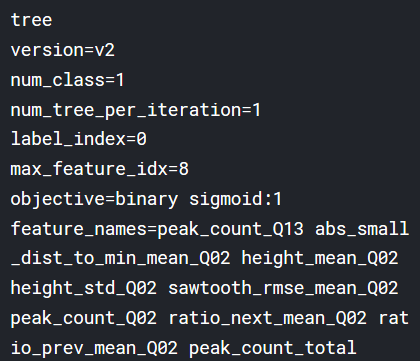 tree
version=v2
num_class=1
num_tree_per_iteration=1
label_index=0
max_feature_idx=8
objective=binary sigmoid:1
feature_names=peak_count_Q13 abs_small
_dist_to_min_mean_Q02 height_mean_Q02
height_std_Q02 sawtooth_rmse_mean_Q02
peak_count_Q02 ratio_next_mean_Q02 rat
io_prev_mean_Q02 peak_count_total